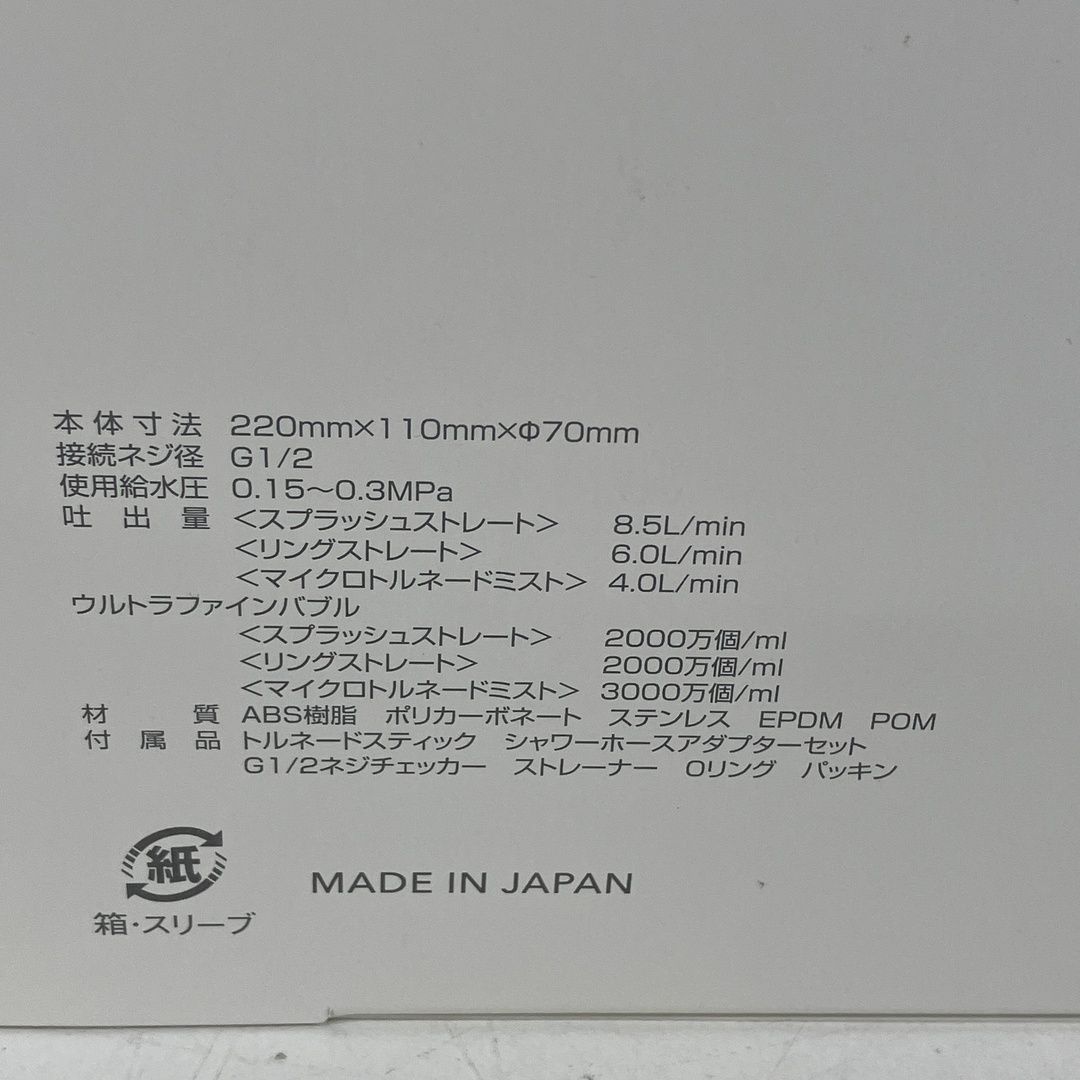 本体寸法 220mm×110mm×Φ70mm
接続ネジ径 G1/2
使用給水圧 0.15〜0.3MPa
吐出量 <スプラッシュストレート> 8.5L/min
<リングストレート> 6.0L/min
<マイクロトルネードミスト> 4.0L/min
ウルトラファインバブル
<スプラッシュストレート> 2000万個/ml
<リングストレート> 2000万個/ml
<マイクロトルネードミスト> 3000万個/ml
材質 ABS樹脂 ポリカーボネート ステンレス EPDM POM
付属品 トルネードスティック シャワーホースアダプターセット
G1/2ネジチェッカー ストレーナー Oリング パッキン
紙
箱・スリーブ
MADE IN JAPAN